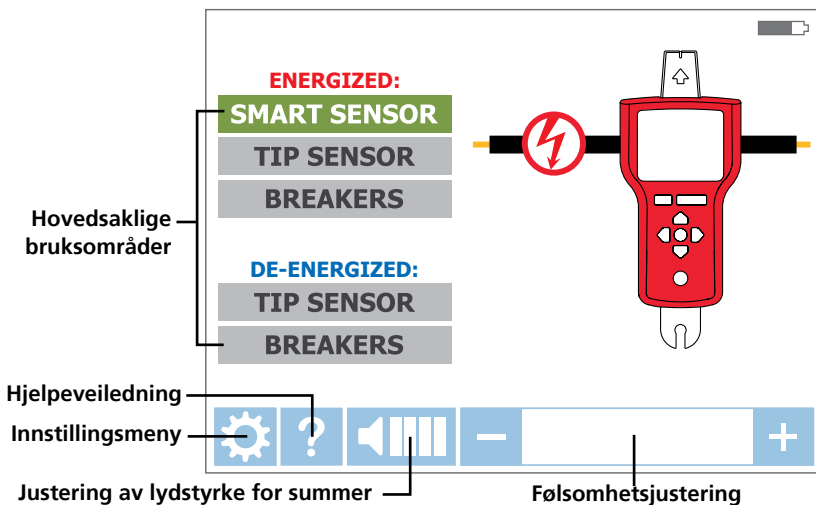 ENERGIZED:
SMART SENSOR
TIP SENSOR
BREAKERS
Hovedsaklige
bruksområder
DE-ENERGIZED:
TIP SENSOR
BREAKERS
Hjelpeveiledning
Innstillingsmeny
?
− +
Justering av lydstyrke for summer
Følsomhetsjustering